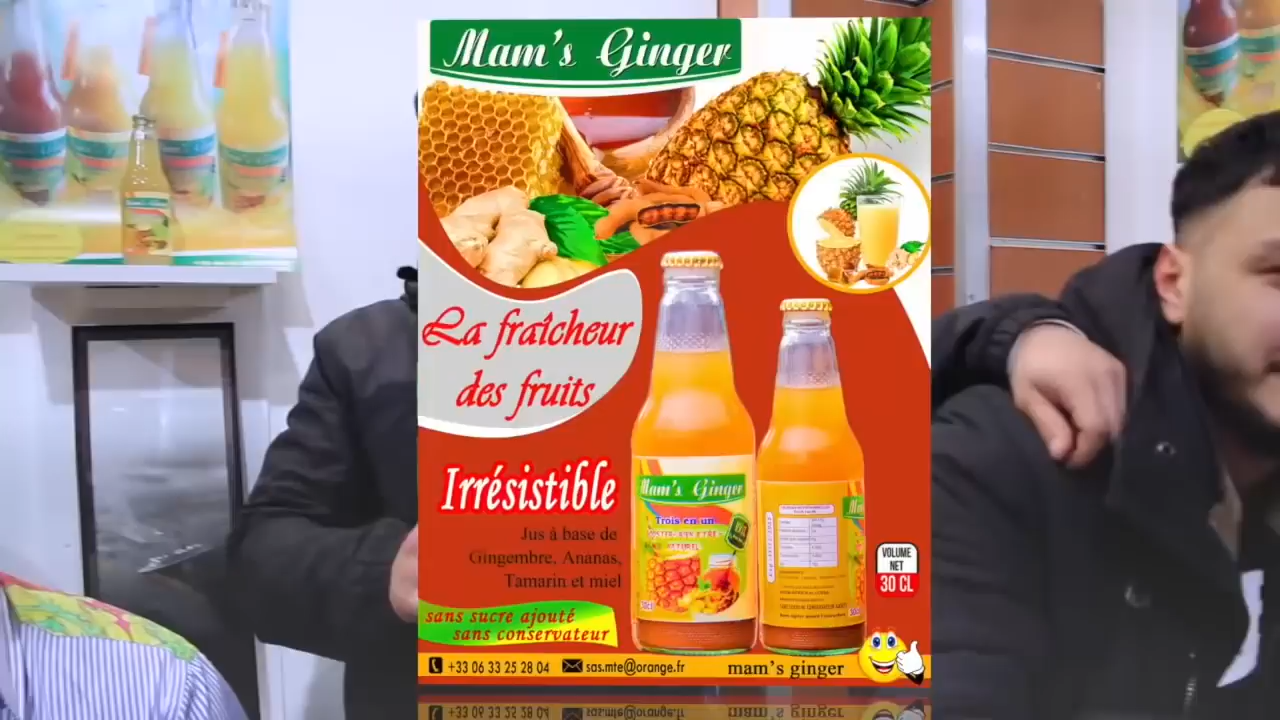 Mam's Ginger
La fraîcheur
des fruits
Irrésistible
Jus à base de
Gingembre, Ananas,
Tamarin et miel
sans sucre ajouté
sans conservateur
Mam's Ginger
Trois en un
VOLUME
NET
30 CL
+33 06 33 25 28 04 sas.mte@orange.fr mam's ginger
Mam's Ginger